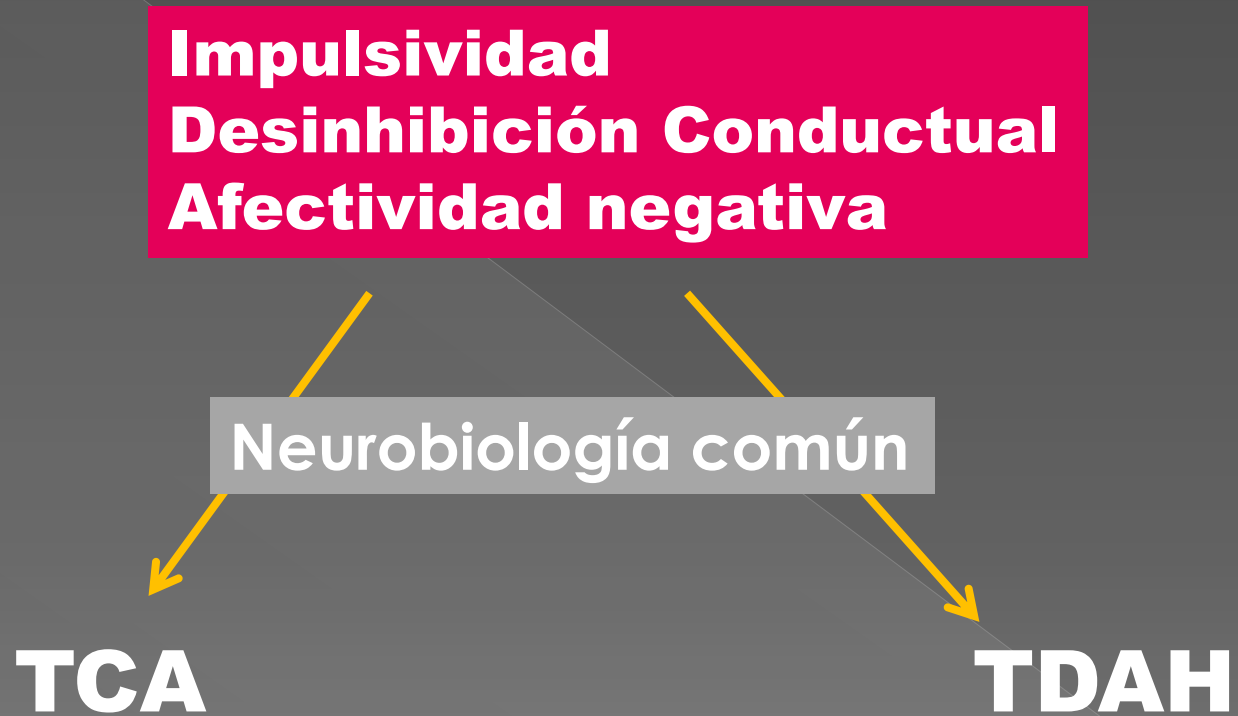 Impulsividad
Desinhibición Conductual
Afectividad negativa
Neurobiología común
TCA
TDAH